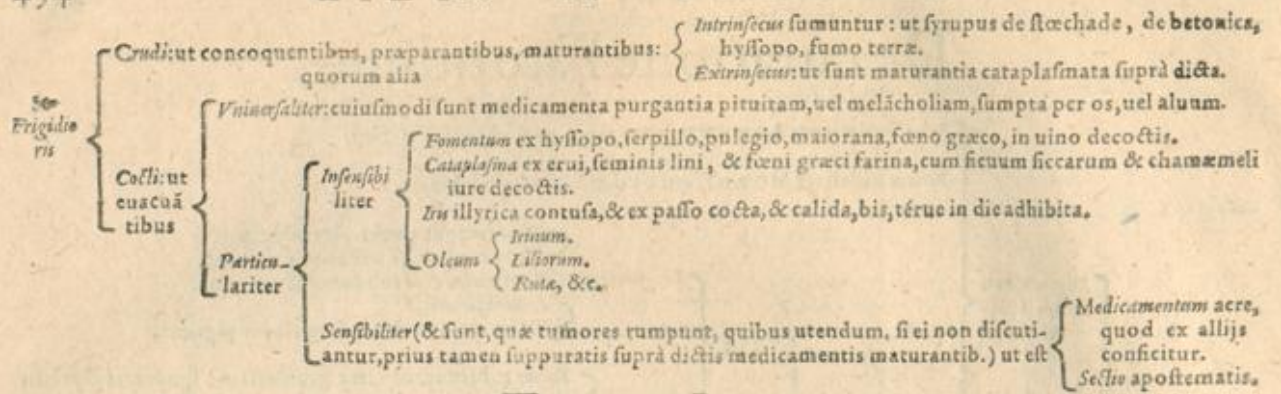 Intrinſecus ſumuntur: ut ſyrupus de ſtœchade, de betonica,
Crudi: ut concoquentibus, præparantibus, maturantibus:
hyſſopo, fumo terræ.
quorum alia
Extrinſecus: ut ſunt maturantia cataplaſmata ſuprà dicta.
Frigidio
ris
Vniuerſaliter: cuiuſmodi ſunt medicamenta purgantia pituitam, uel melãcholiam, ſumpta per os, uel aluum.
Cocti: ut
euacuã
tibus
Fomentum ex hyſſopo, ſerpillo, pulegio, maiorana, fœno græco, in uino decoctis.
Inſenſibi
liter
Cataplaſma ex erui, ſeminis lini, & fœni græci farina, cum ficuum ſiccarum & chamæmeli
iure decoctis.
Iris illyrica contuſa, & ex paſſo cocta, & calida, bis, térue in die adhibita.
Oleum
Irinum.
Liliorum.
Rutæ, &c.
Particu-
lariter
Senſibiliter (& ſunt, quæ tumores rumpunt, quibus utendum, ſi ei non diſcuti-
antur, prius tamen ſuppuratis ſuprà dictis medicamentis maturantib.) ut eſt
Medicamentum acre,
quod ex allijs
conficitur.
Sectio apoſtematis.